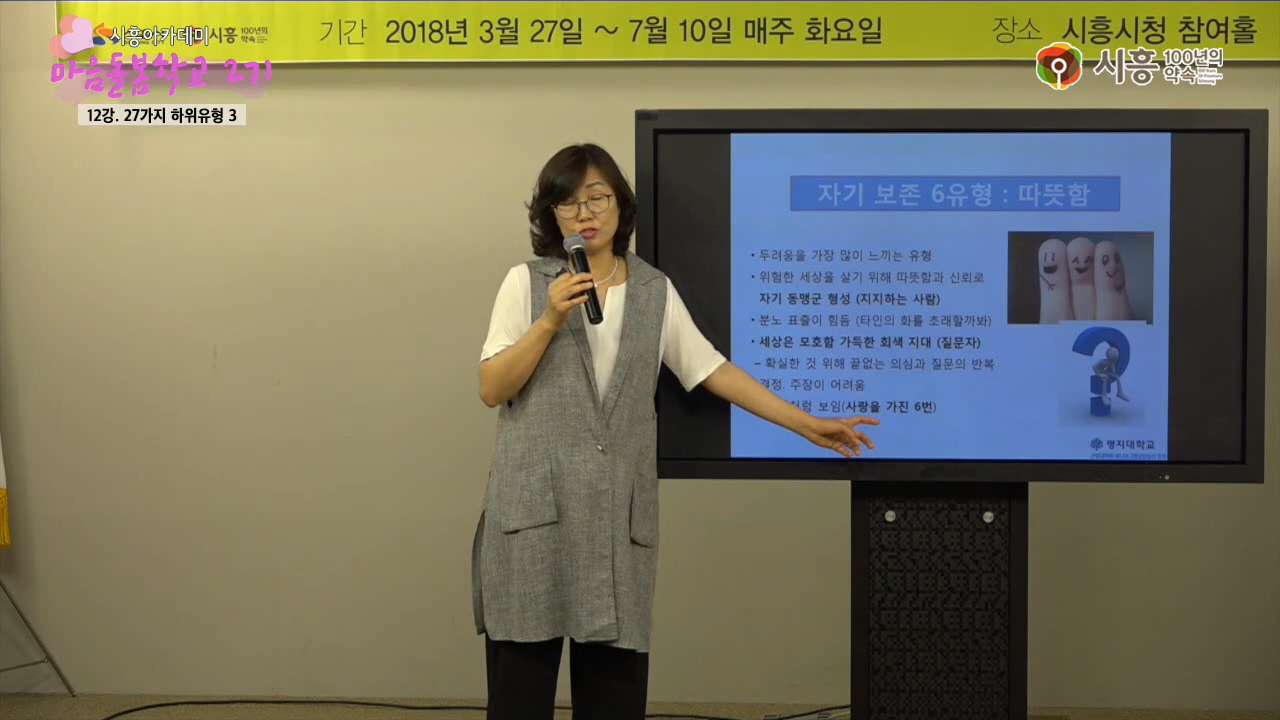 기간 2018년 3월 27일 ~ 7월 10일 매주 화요일 장소 시흥시청 참여홀
시흥아카데미
시흥 100년의 약속
마음돌봄학교 2기
12강. 27가지 하위유형 3
시흥 100년의 약속
자기 보존 6유형 : 따뜻함
• 두려움을 가장 많이 느끼는 유형
• 위험한 세상을 살기 위해 따뜻함과 신뢰로
자기 동맹군 형성 (지지하는 사람)
• 분노 표출이 힘듬 (타인의 화를 초래할까봐)
• 세상은 모호함 가득한 회색 지대 (질문자)
– 확실한 것 위해 끝없는 의심과 질문의 반복
결정. 주장이 어려움
처럼 보임(사랑을 가진 6번)
명지대학교